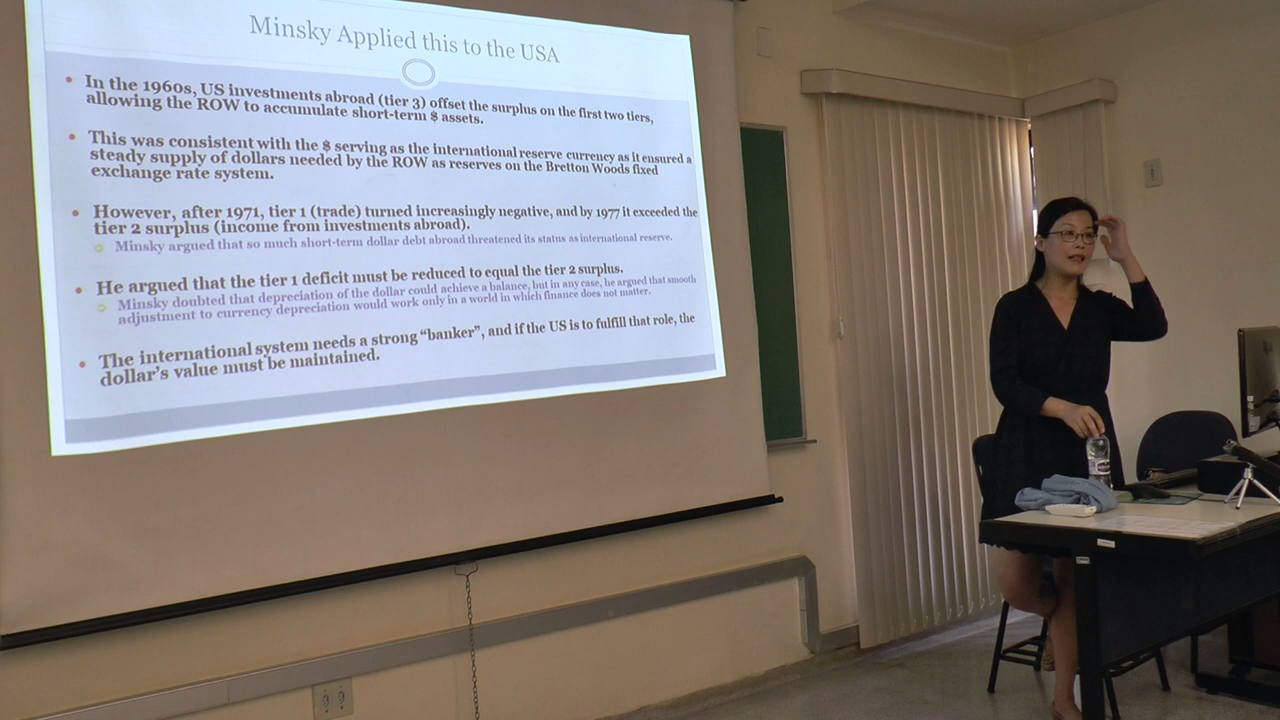 Minsky Applied this to the USA
• In the 1960s, US investments abroad (tier 3) offset the surplus on the first two tiers,
allowing the ROW to accumulate short-term $ assets.
• This was consistent with the $ serving as the international reserve currency as it ensured a
steady supply of dollars needed by the ROW as reserves on the Bretton Woods fixed
exchange rate system.
• However, after 1971, tier 1 (trade) turned increasingly negative, and by 1977 it exceeded the
tier 2 surplus (income from investments abroad).
Minsky argued that so much short-term dollar debt abroad threatened its status as international reserve.
• He argued that the tier 1 deficit must be reduced to equal the tier 2 surplus.
Minsky doubted that depreciation of the dollar could achieve a balance, but in any case, he argued that smooth
adjustment to currency depreciation would work only in a world in which finance does not matter.
• The international system needs a strong “banker”, and if the US is to fulfill that role, the
dollar’s value must be maintained.